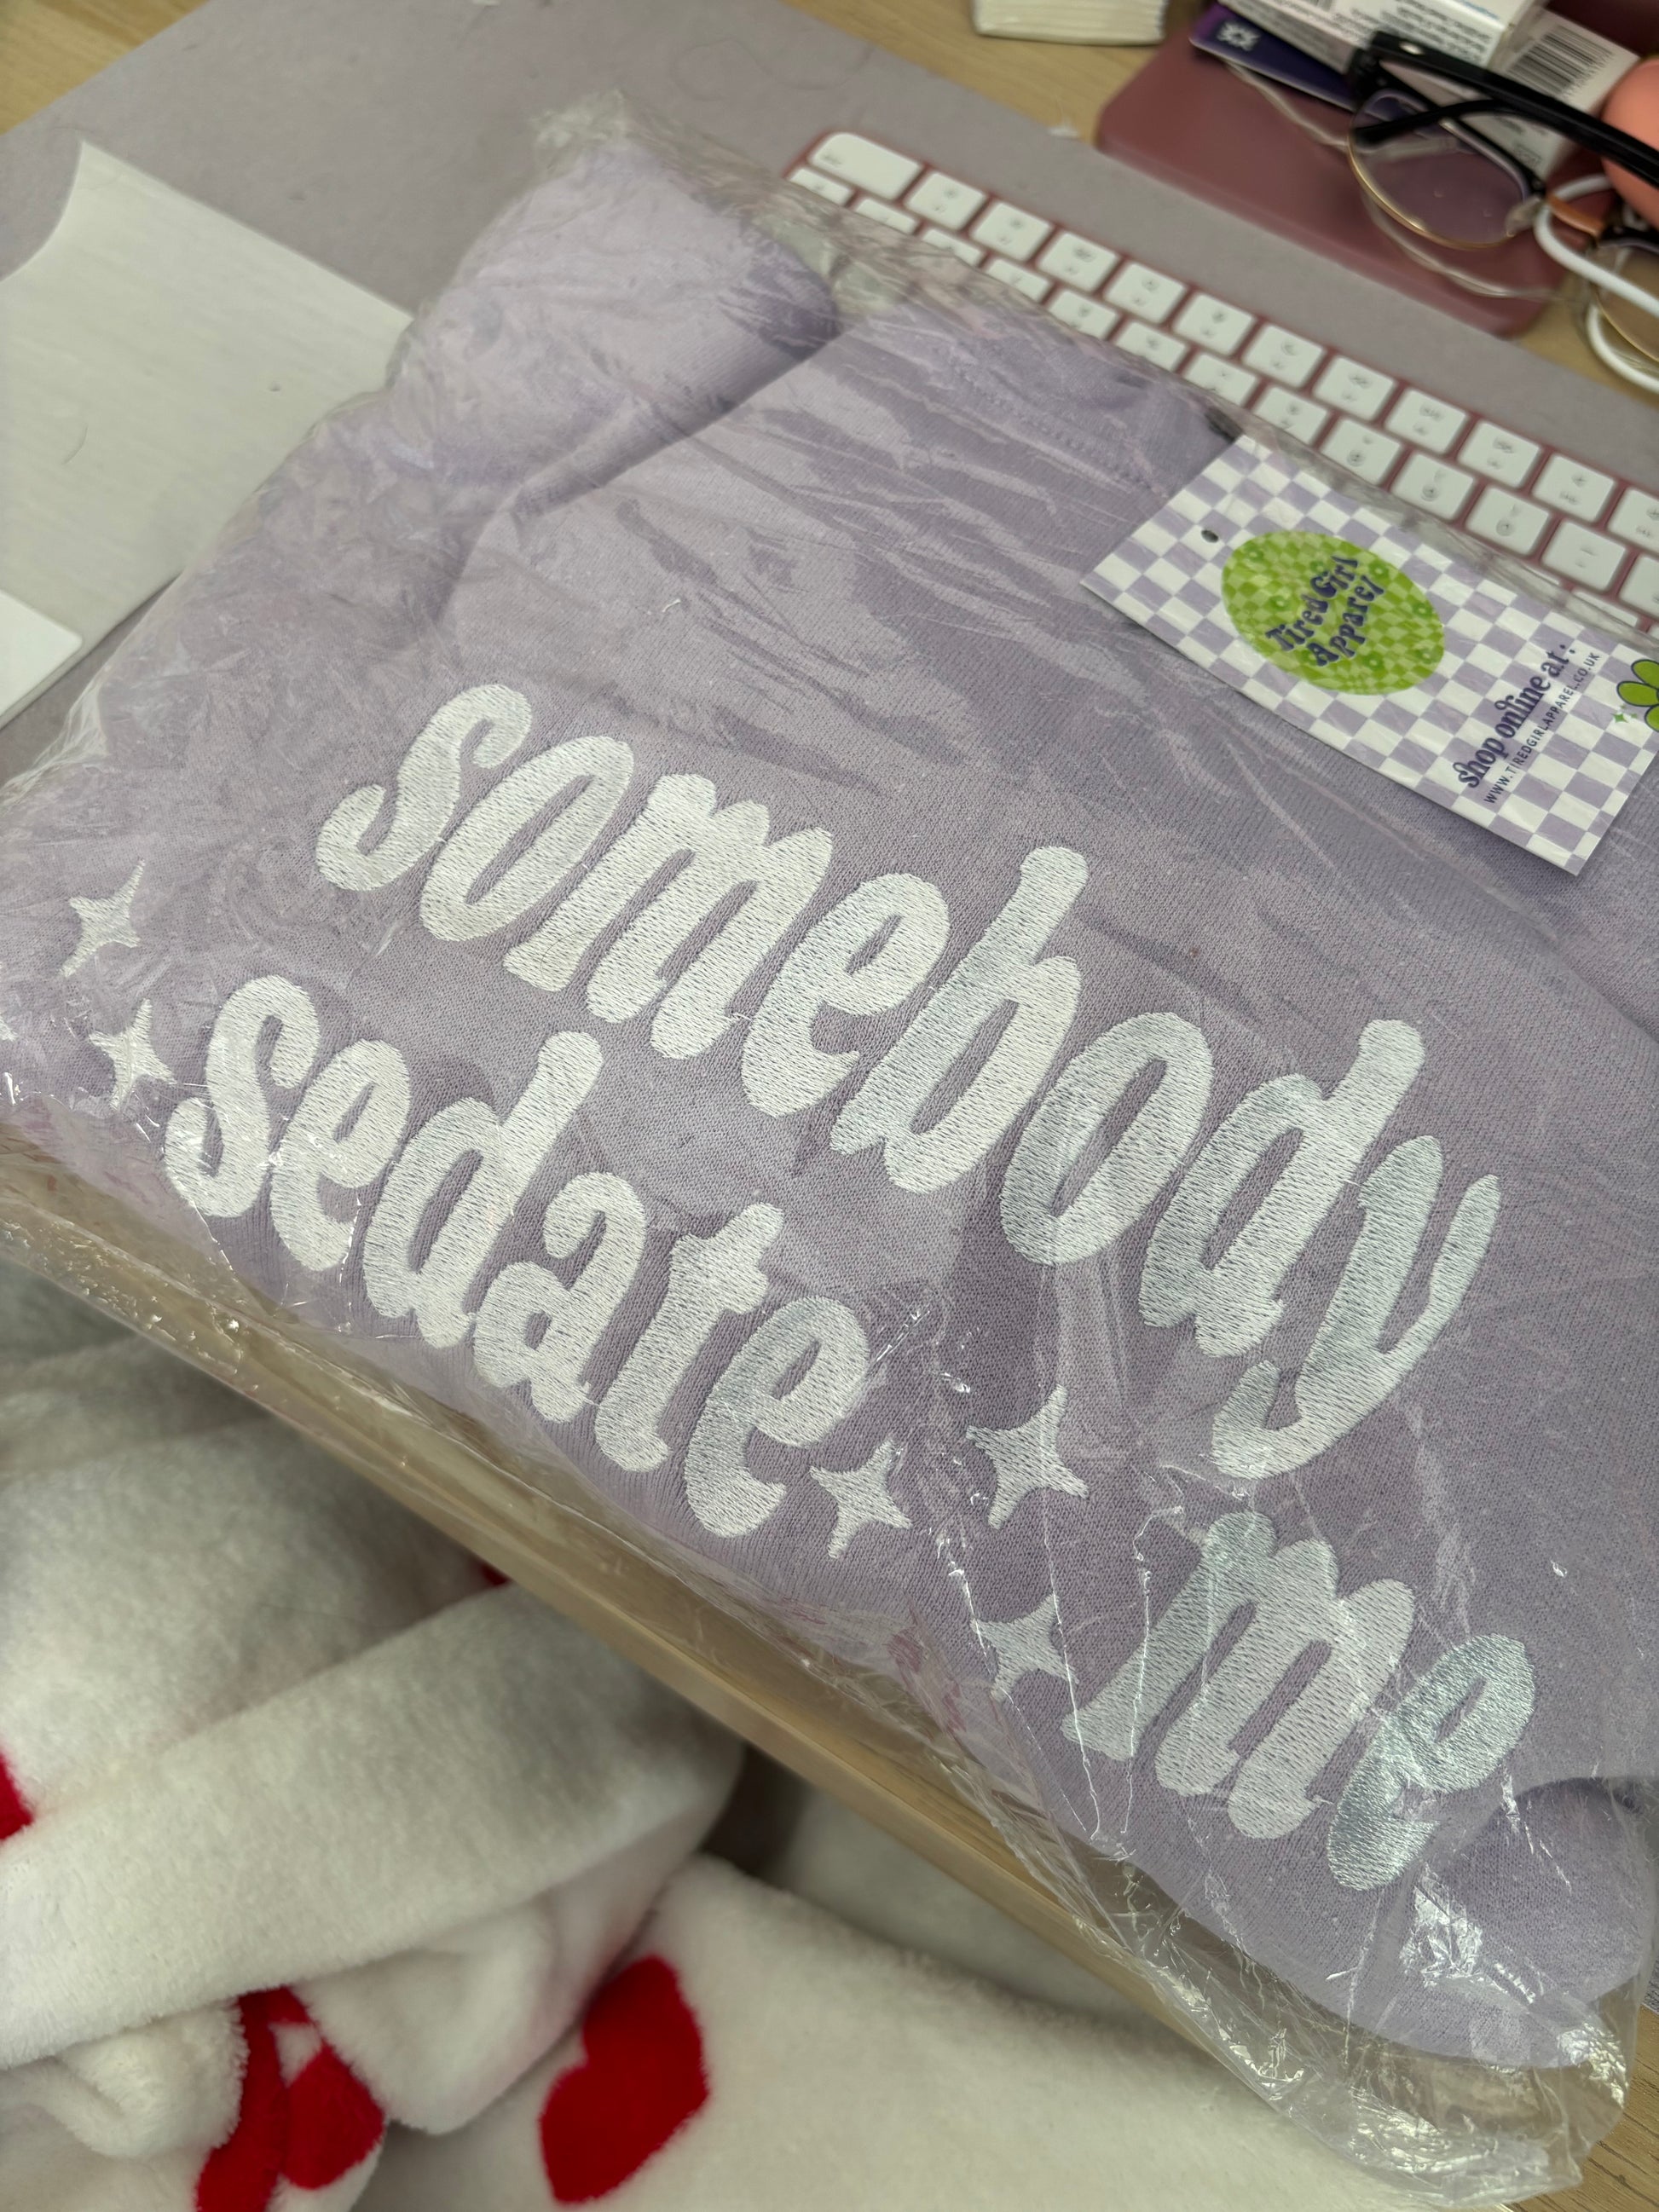 somebody
sedate
me
Tired Girl
Apparel
shop online at:
WWW.TIREDGIRLAPPAREL.CO.UK